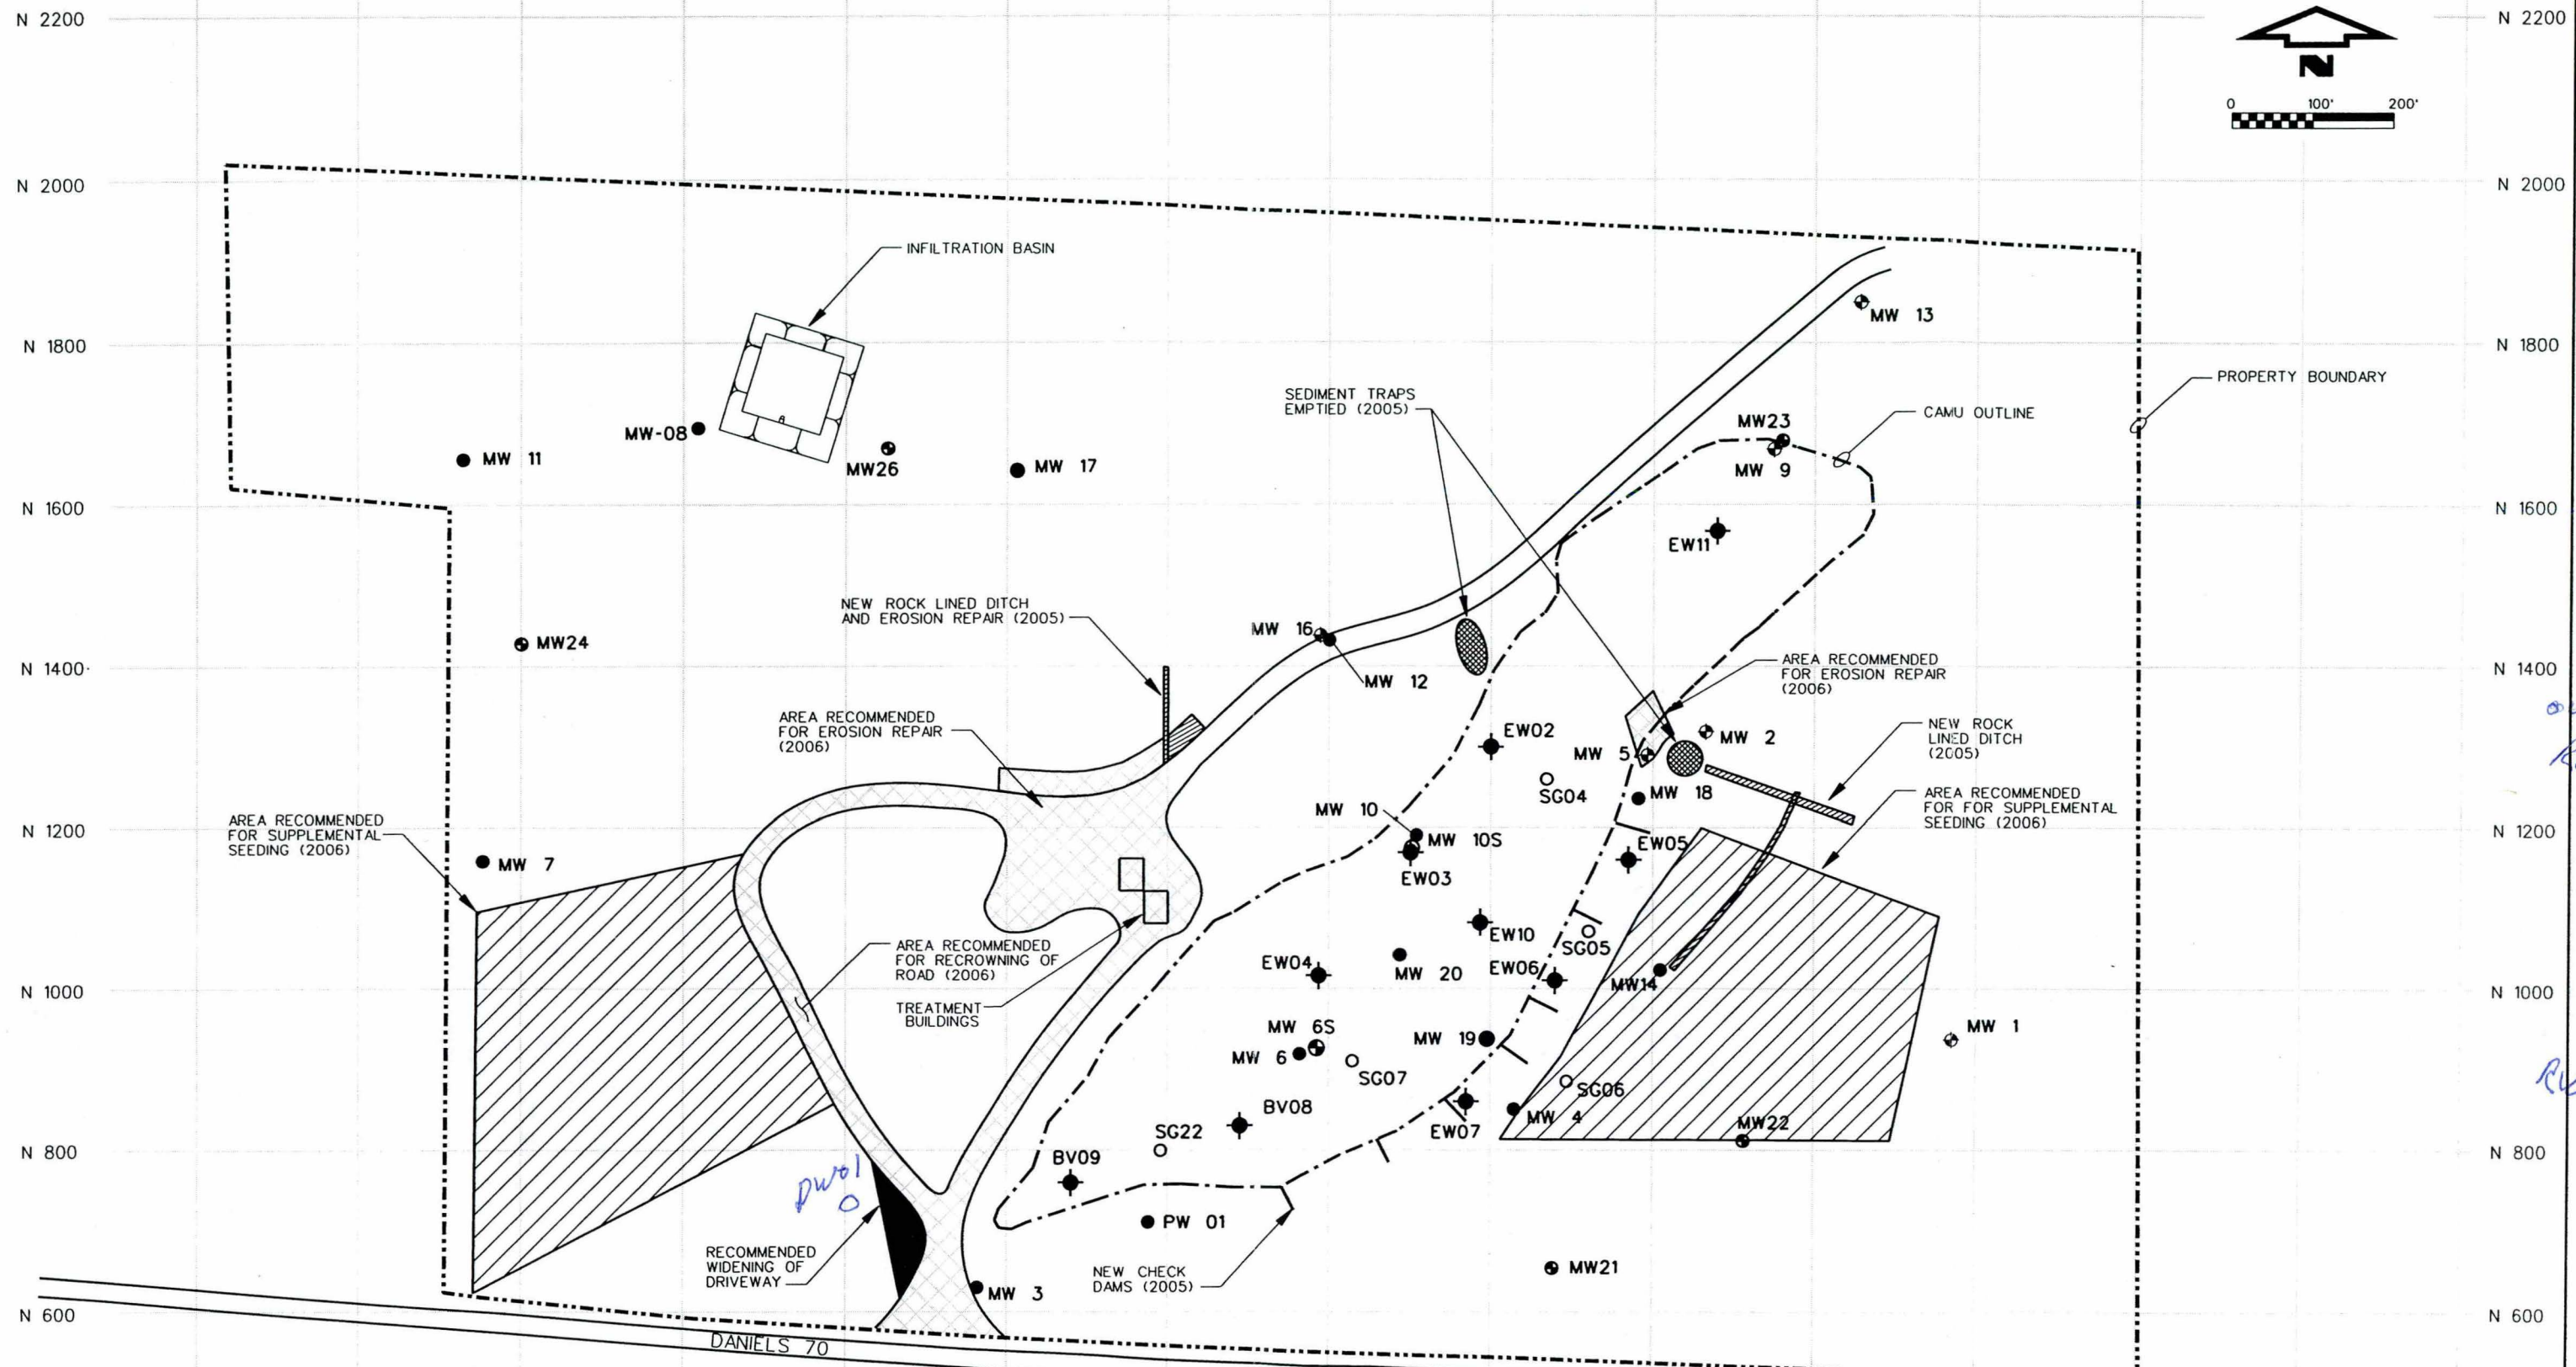 N 2200
N 2200
N
0 100' 200'
N 2000
N 2000
INFILTRATION BASIN
MW 13
N 1800
N 1800
PROPERTY BOUNDARY
SEDIMENT TRAPS
EMPTIED (2005)
CAMU OUTLINE
MW23
MW 9
MW-08
MW 11
MW26
MW 17
N 1600
N 1600
EW11
NEW ROCK LINED DITCH
AND EROSION REPAIR (2005)
MW24
MW 16
MW 12
N 1400
N 1400
AREA RECOMMENDED
FOR EROSION REPAIR
(2006)
AREA RECOMMENDED
FOR EROSION REPAIR
(2006)
EW02
MW 5
MW 2
NEW ROCK
LINED DITCH
(2005)
SG04
MW 18
AREA RECOMMENDED
FOR FOR SUPPLEMENTAL
SEEDING (2006)
N 1200
N 1200
AREA RECOMMENDED
FOR SUPPLEMENTAL
SEEDING (2006)
MW 10
MW 10S
EW05
EW03
MW 7
AREA RECOMMENDED
FOR RECROWNING OF
ROAD (2006)
EW10
SG05
EW04
MW 20
EW06
MW14
N 1000
N 1000
TREATMENT
BUILDINGS
MW 6S
MW 6
MW 19
MW 1
SG07
SG06
BV08
MW 4
EW07
MW22
SG22
N 800
N 800
BV09
PW01
PW 01
RECOMMENDED
WIDENING OF
DRIVEWAY
NEW CHECK
DAMS (2005)
MW21
MW 3
N 600
N 600
DANIELS 70